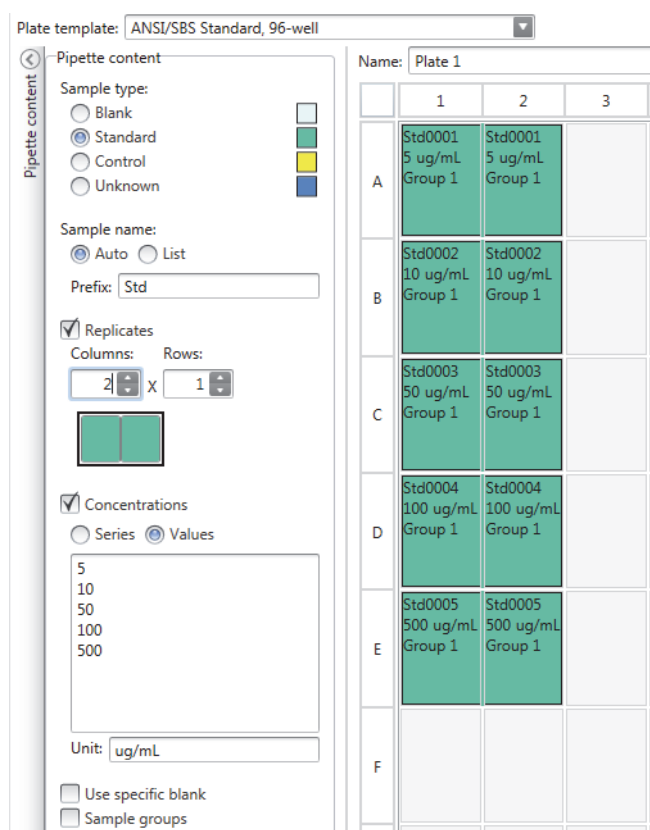 Plate template: ANSI/SBS Standard, 96-well
Pipette content
Pipette content
Sample type:
Blank
Standard
Control
Unknown
Sample name:
Auto List
Prefix: Std
Replicates
Columns: Rows:
2 x 1
Concentrations
Series Values
5
10
50
100
500
Unit: ug/mL
Use specific blank
Sample groups
Name: Plate 1
1 2 3
A
Std0001 Std0001
5 ug/mL 5 ug/mL
Group 1 Group 1
B
Std0002 Std0002
10 ug/mL 10 ug/mL
Group 1 Group 1
C
Std0003 Std0003
50 ug/mL 50 ug/mL
Group 1 Group 1
D
Std0004 Std0004
100 ug/mL 100 ug/mL
Group 1 Group 1
E
Std0005 Std0005
500 ug/mL 500 ug/mL
Group 1 Group 1
F